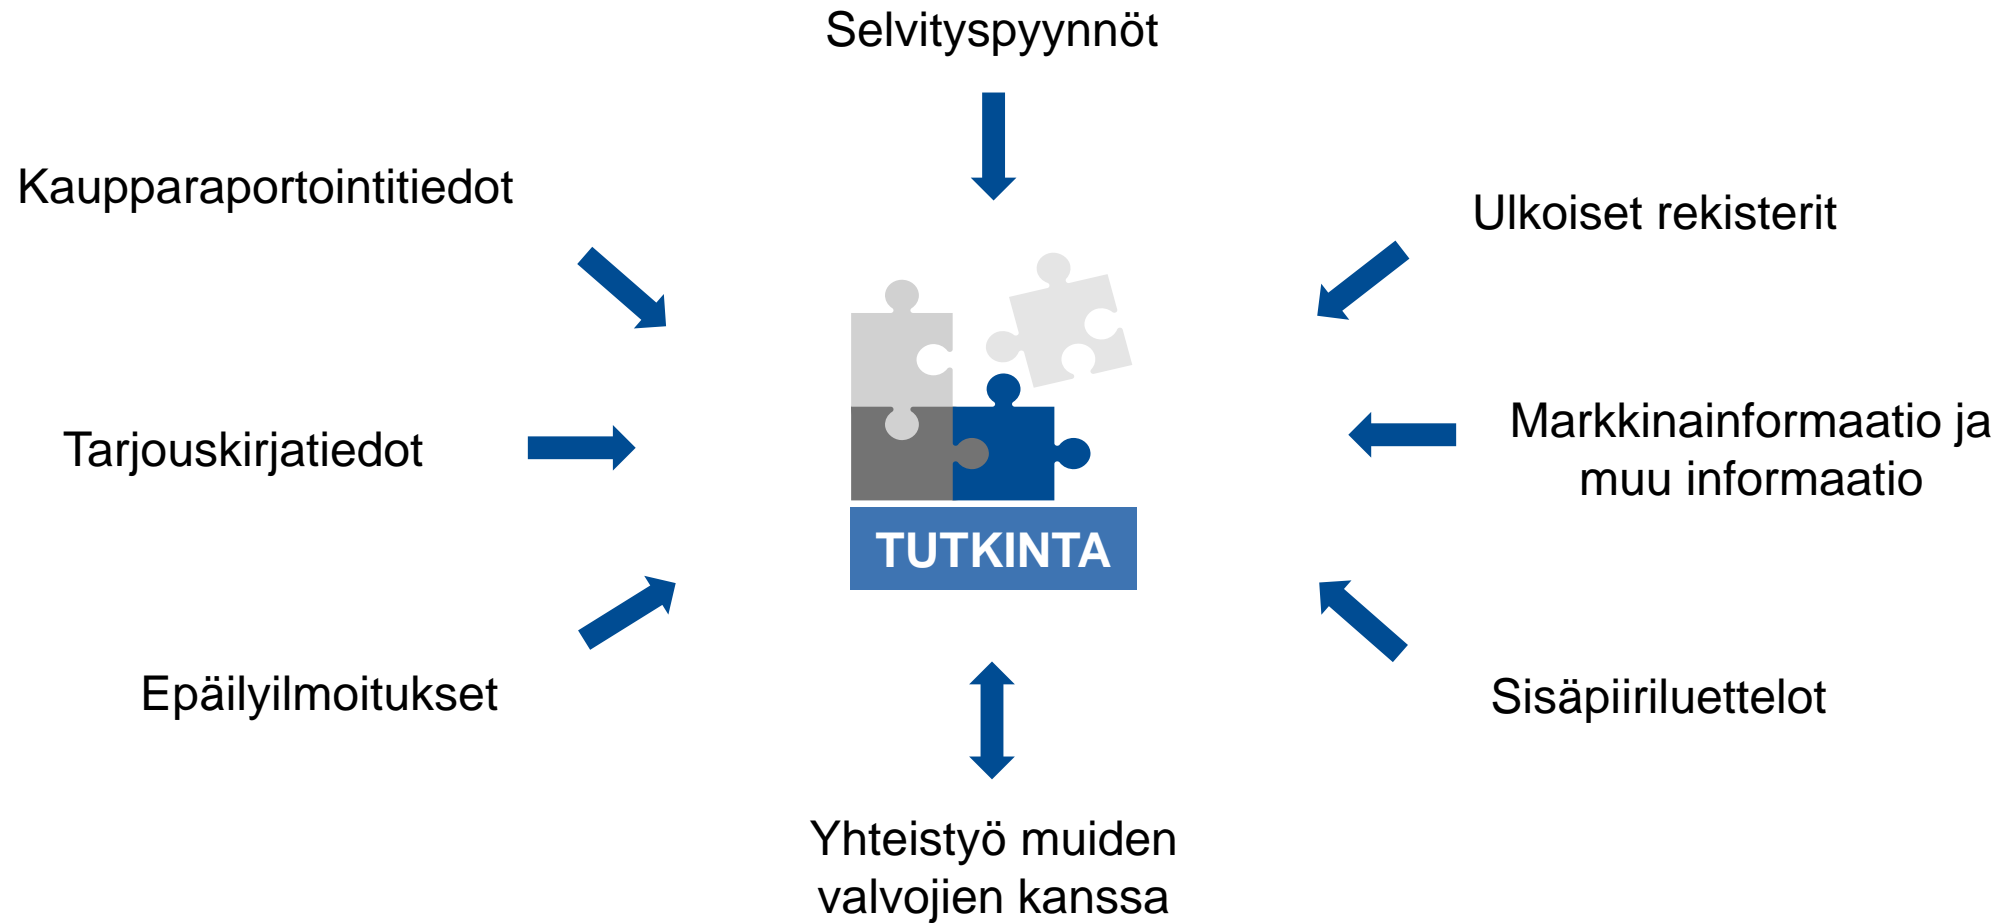 Selvityspyynnöt
Kaupparaportointitiedot
Ulkoiset rekisterit
Tarjouskirjatiedot
Markkinainformaatio ja
muu informaatio
TUTKINTA
Epäilyilmoitukset
Sisäpiiriluettelot
Yhteistyö muiden
valvojien kanssa